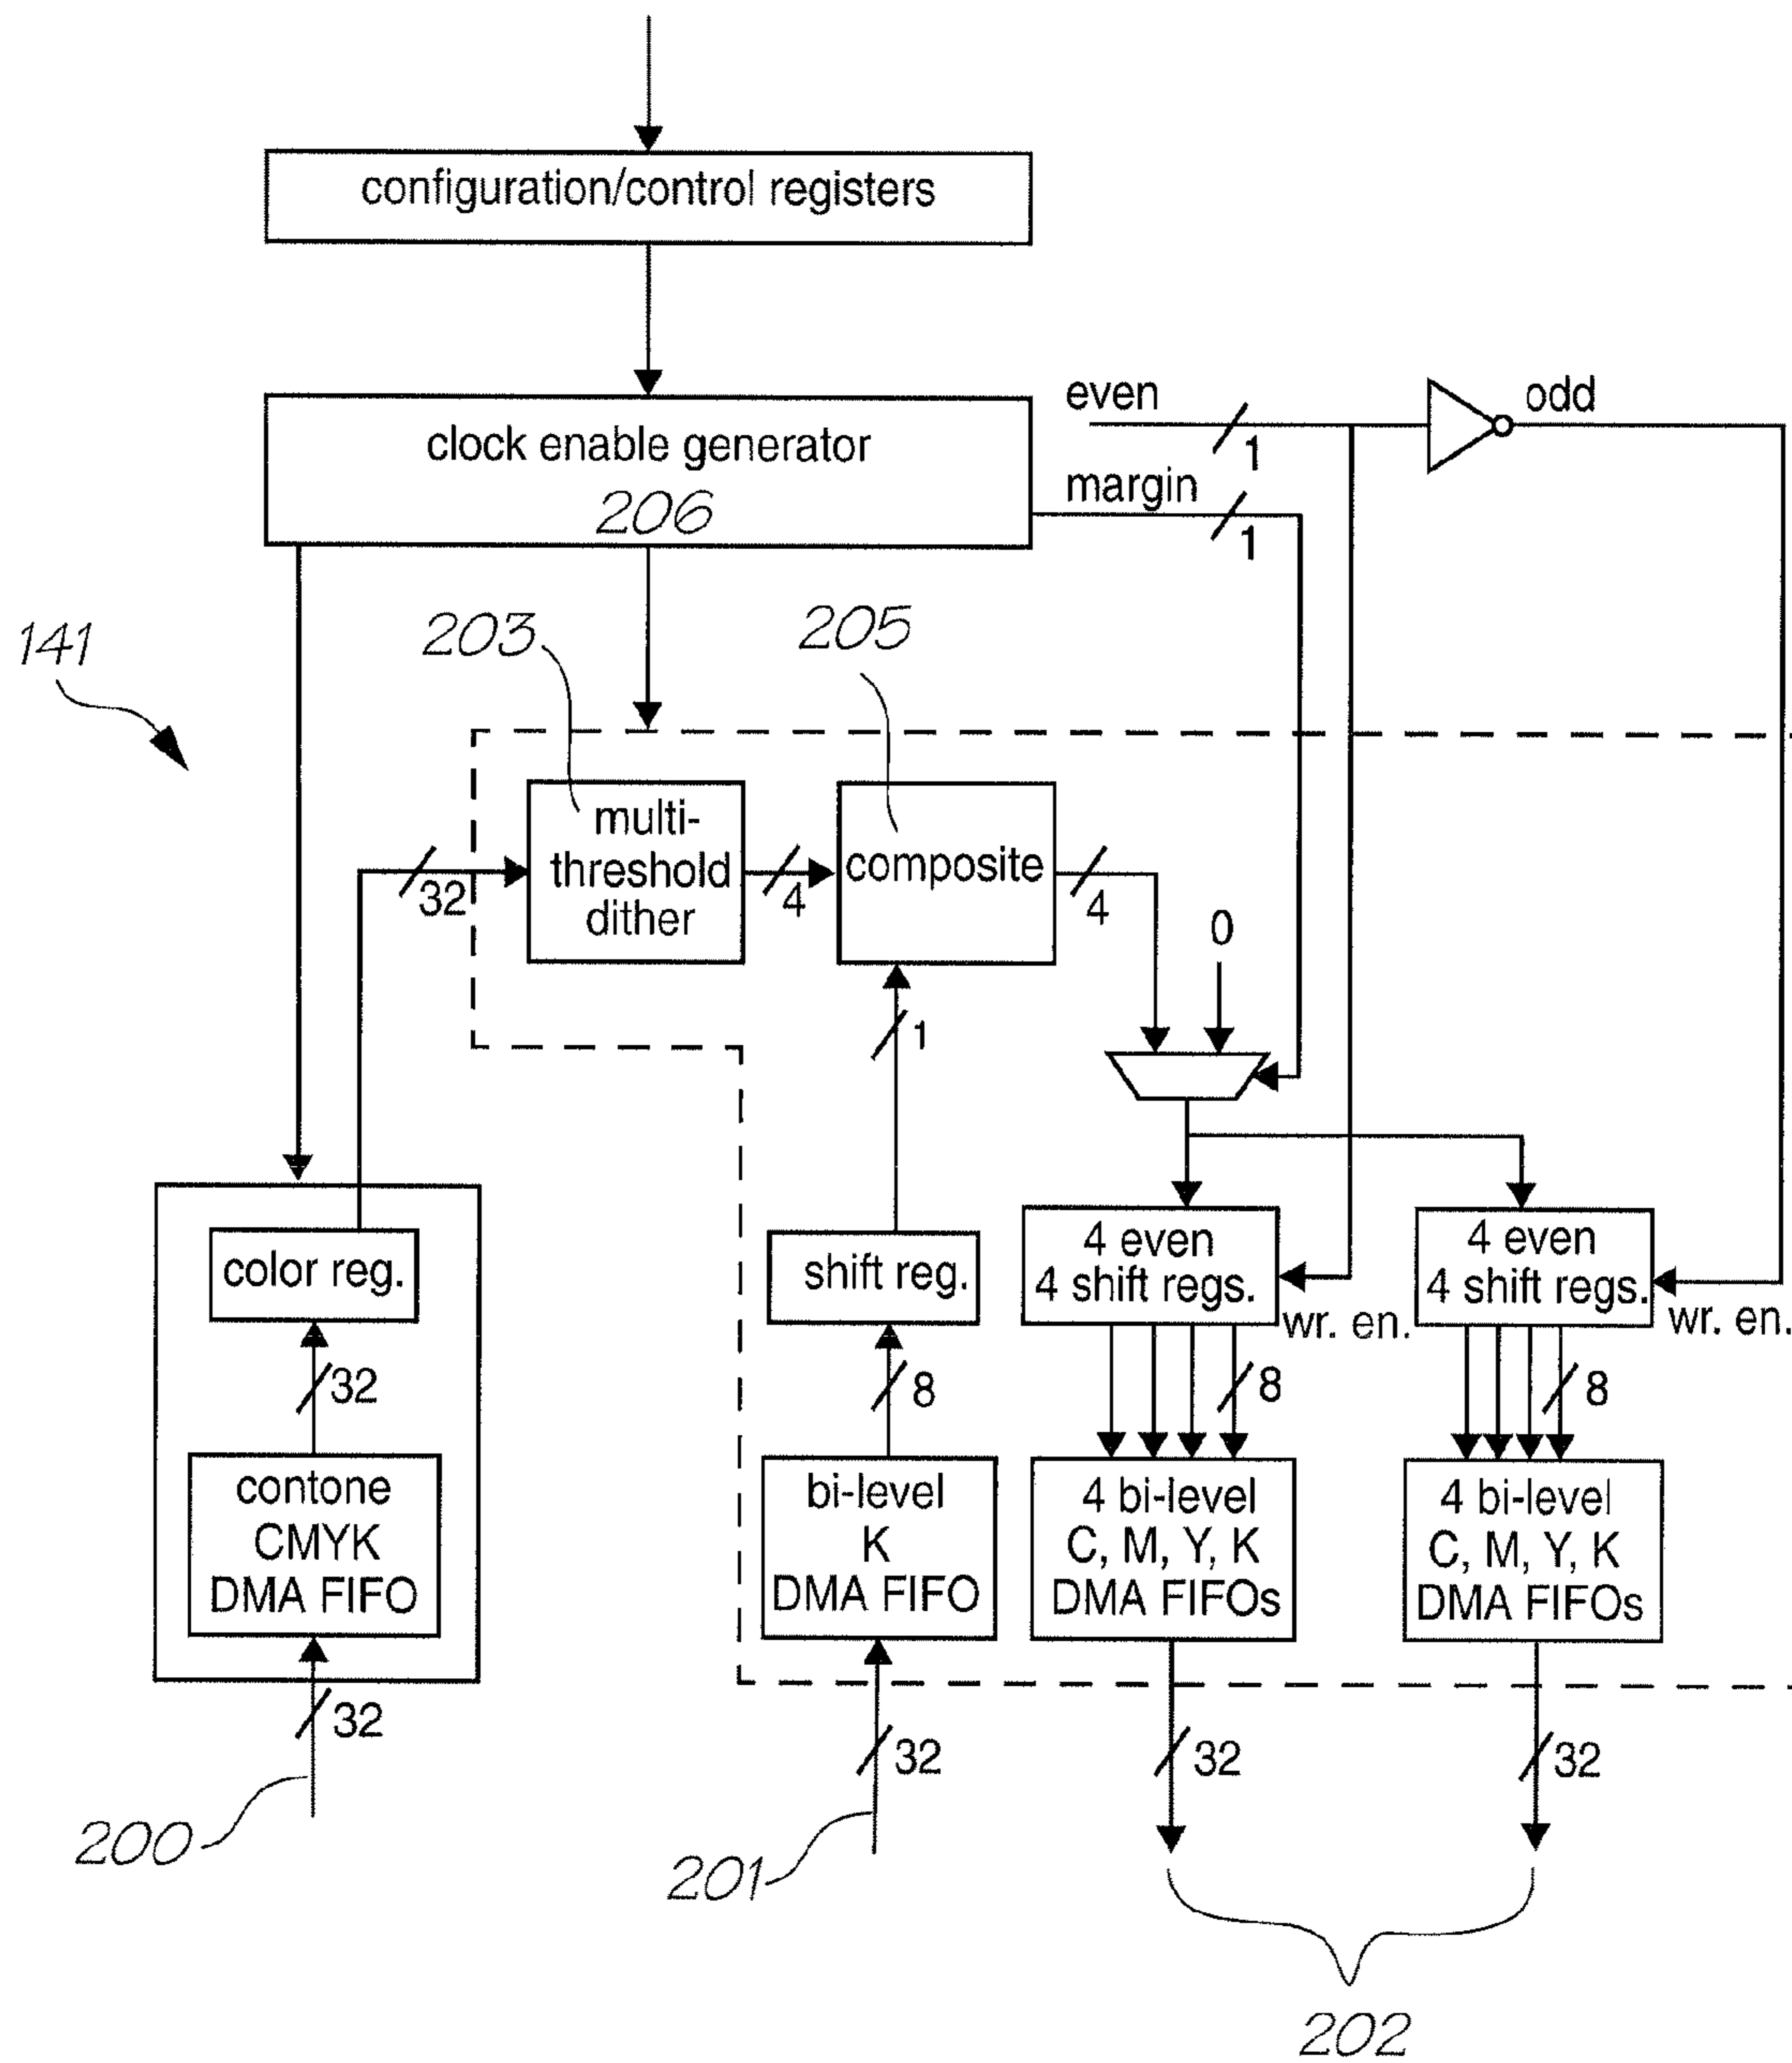 configuration/control registers
clock enable generator
206
even
1
odd
margin
1
141
203
205
multi-
threshold
dither
32
4
composite
4
0
1
color reg.
32
contone
CMYK
DMA FIFO
32
200
shift reg.
8
bi-level
K
DMA FIFO
32
201
4 even
4 shift regs.
wr. en.
8
4 bi-level
C, M, Y, K
DMA FIFOs
32
4 even
4 shift regs.
wr. en.
8
4 bi-level
C, M, Y, K
DMA FIFOs
32
202